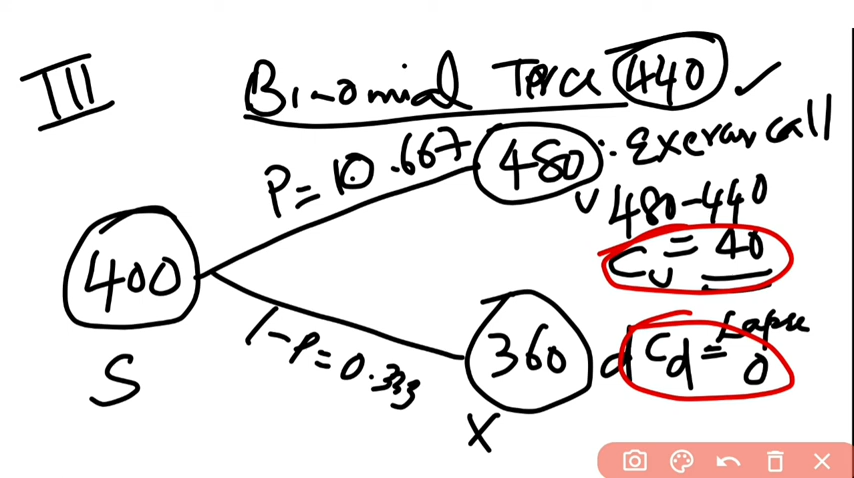 III
Binomial Tree 440 ✓
P = 0.667
480
∴ Exercise call
u 480-440
Cu = 40
400
S
1-P = 0.333
360
d Cd = 0
Lapse
X